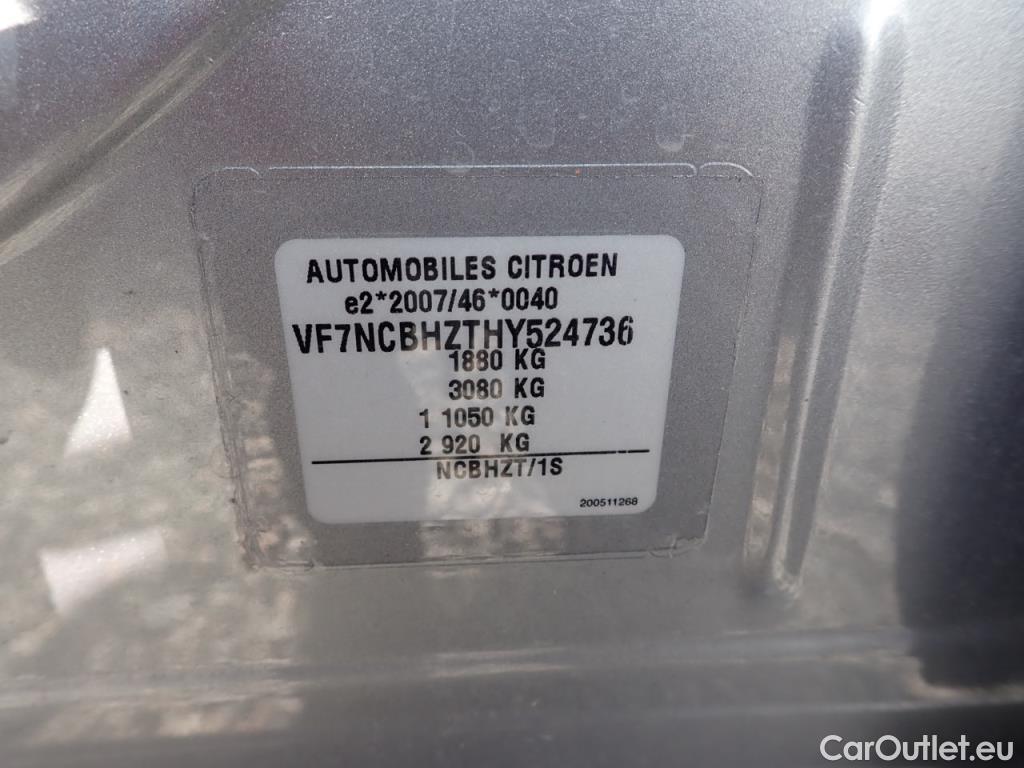 AUTOMOBILES CITROEN
e2*2007/46*0040
VF7NCBHZTHY524736
1880 KG
3080 KG
1 1050 KG
2 920 KG
NCBHZT/1S
200511268
CarOutlet.eu